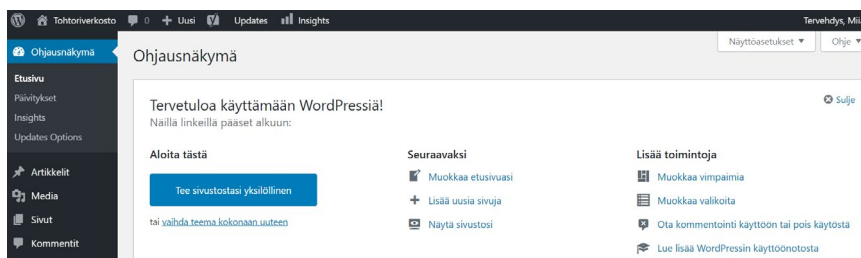 Tohtoriverkosto 0 + Uusi Updates Insights Tervehdys, Miia
Ohjausnäkymä
Näyttöasetukset ▼ Ohje ▼
Ohjausnäkymä
Etusivu
Päivitykset
Insights
Updates Options
Artikkelit
Media
Sivut
Kommentit
Tervetuloa käyttämään WordPressiä!
Sulje
Näillä linkeillä pääset alkuun:
Aloita tästä
Tee sivustostasi yksilöllinen
tai vaihda teema kokonaan uuteen
Seuraavaksi
Muokkaa etusivuasi
Lisää uusia sivuja
Näytä sivustosi
Lisää toimintoja
Muokkaa vimpaimia
Muokkaa valikoita
Ota kommentointi käyttöön tai pois käytöstä
Lue lisää WordPressin käyttöönotosta